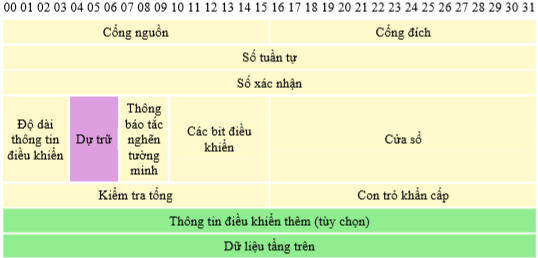 00 01 02 03 04 05 06 07 08 09 10 11 12 13 14 15 16 17 18 19 20 21 22 23 24 25 26 27 28 29 30 31
Cổng nguồn Cổng đích
Số tuần tự
Số xác nhận
Độ dài
thông tin
điều khiển
Dự trữ
Thông
báo tắc
nghẽn
tường
minh
Các bit điều
khiển
Cửa sổ
Kiểm tra tổng Con trỏ khẩn cấp
Thông tin điều khiển thêm (tùy chọn)
Dữ liệu tầng trên